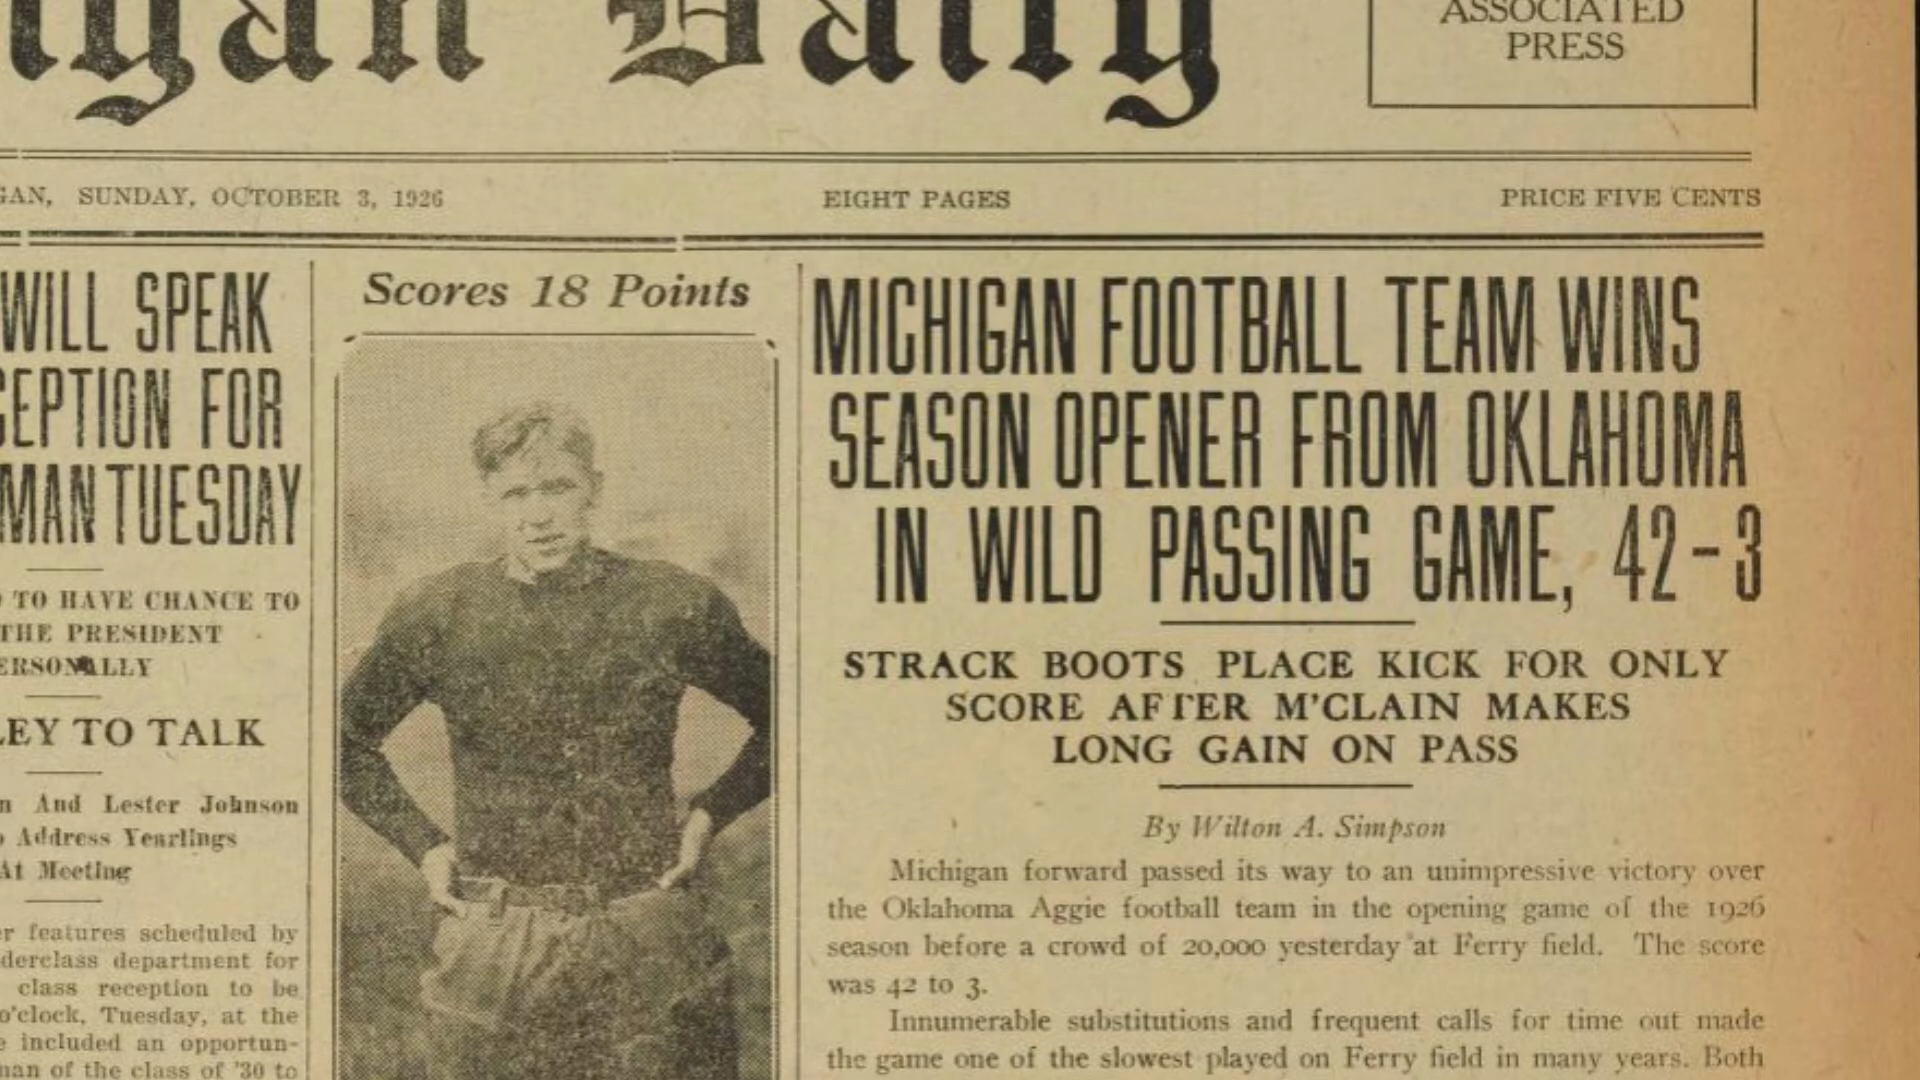 igan Daily
ASSOCIATED
PRESS
GAN, SUNDAY, OCTOBER 3, 1926
EIGHT PAGES
PRICE FIVE CENTS
WILL SPEAK
CEPTION FOR
MAN TUESDAY
TO HAVE CHANCE TO
THE PRESIDENT
ERSONALLY
LEY TO TALK
n And Lester Johnson
o Address Yearlings
At Meeting
er features scheduled by
derclass department for
class reception to be
o'clock, Tuesday, at the
e included an opportun-
man of the class of '30 to
Scores 18 Points
MICHIGAN FOOTBALL TEAM WINS
SEASON OPENER FROM OKLAHOMA
IN WILD PASSING GAME, 42-3
STRACK BOOTS PLACE KICK FOR ONLY
SCORE AFTER M'CLAIN MAKES
LONG GAIN ON PASS
By Wilton A. Simpson
Michigan forward passed its way to an unimpressive victory over
the Oklahoma Aggie football team in the opening game of the 1926
season before a crowd of 20,000 yesterday at Ferry field. The score
was 42 to 3.
Innumerable substitutions and frequent calls for time out made
the game one of the slowest played on Ferry field in many years. Both